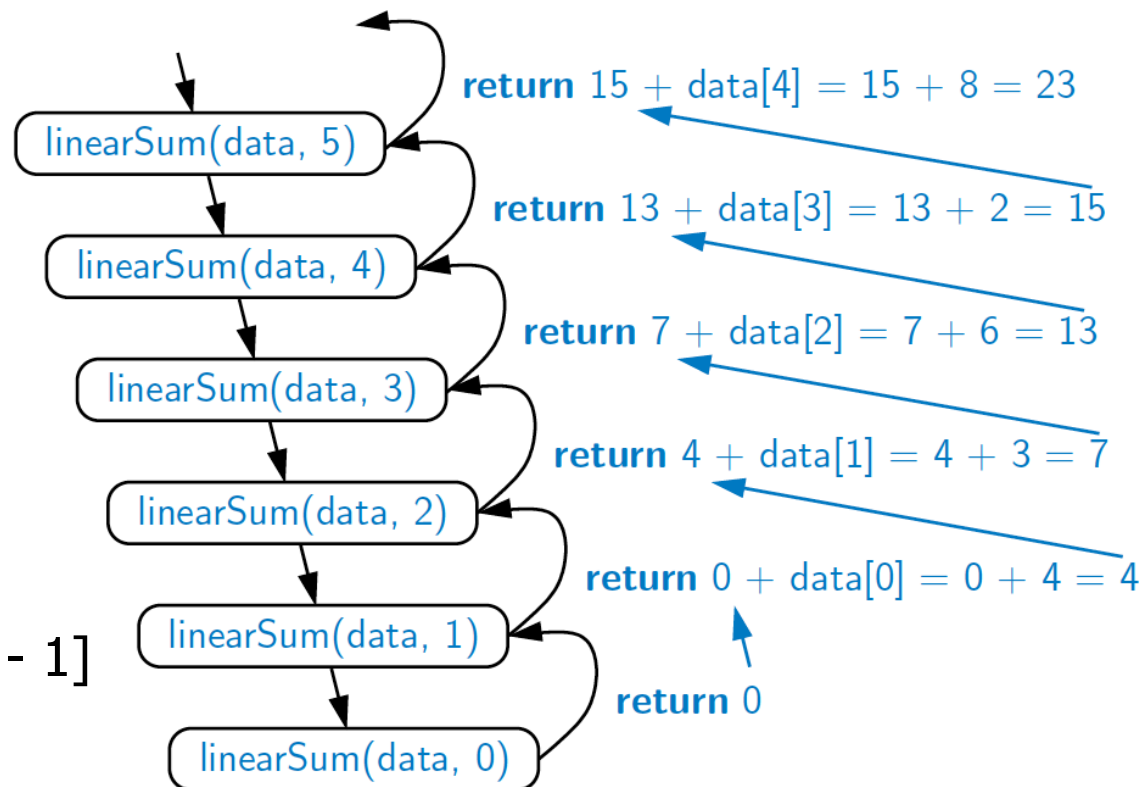 return 15 + data[4] = 15 + 8 = 23
linearSum(data, 5)
return 13 + data[3] = 13 + 2 = 15
linearSum(data, 4)
return 7 + data[2] = 7 + 6 = 13
linearSum(data, 3)
return 4 + data[1] = 4 + 3 = 7
linearSum(data, 2)
return 0 + data[0] = 0 + 4 = 4
linearSum(data, 1)
- 1]
return 0
linearSum(data, 0)